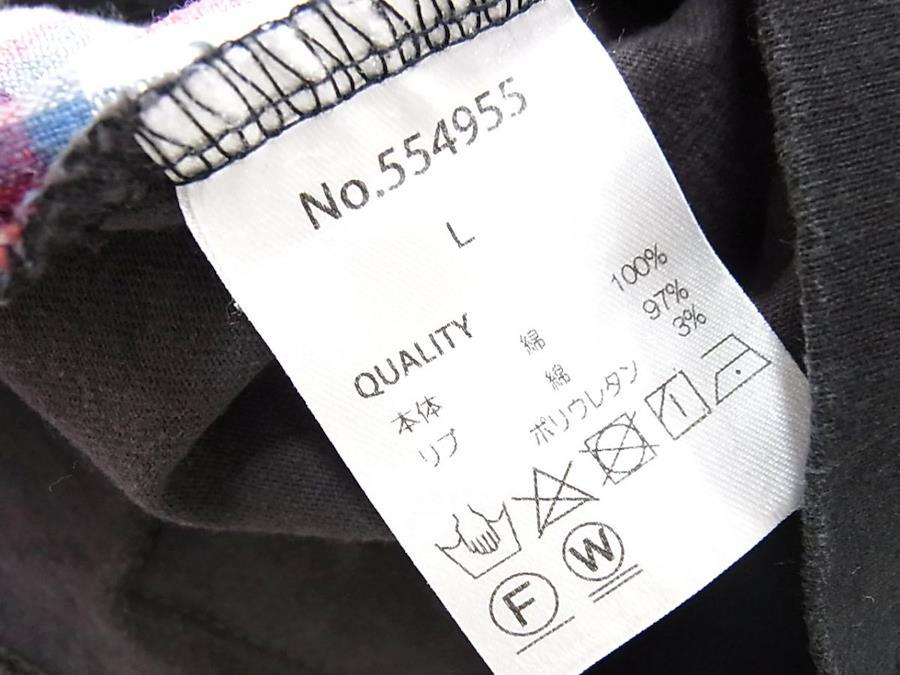 No.554955
L
QUALITY
本体 綿 100%
リブ 綿 97%
ポリウレタン 3%
F W